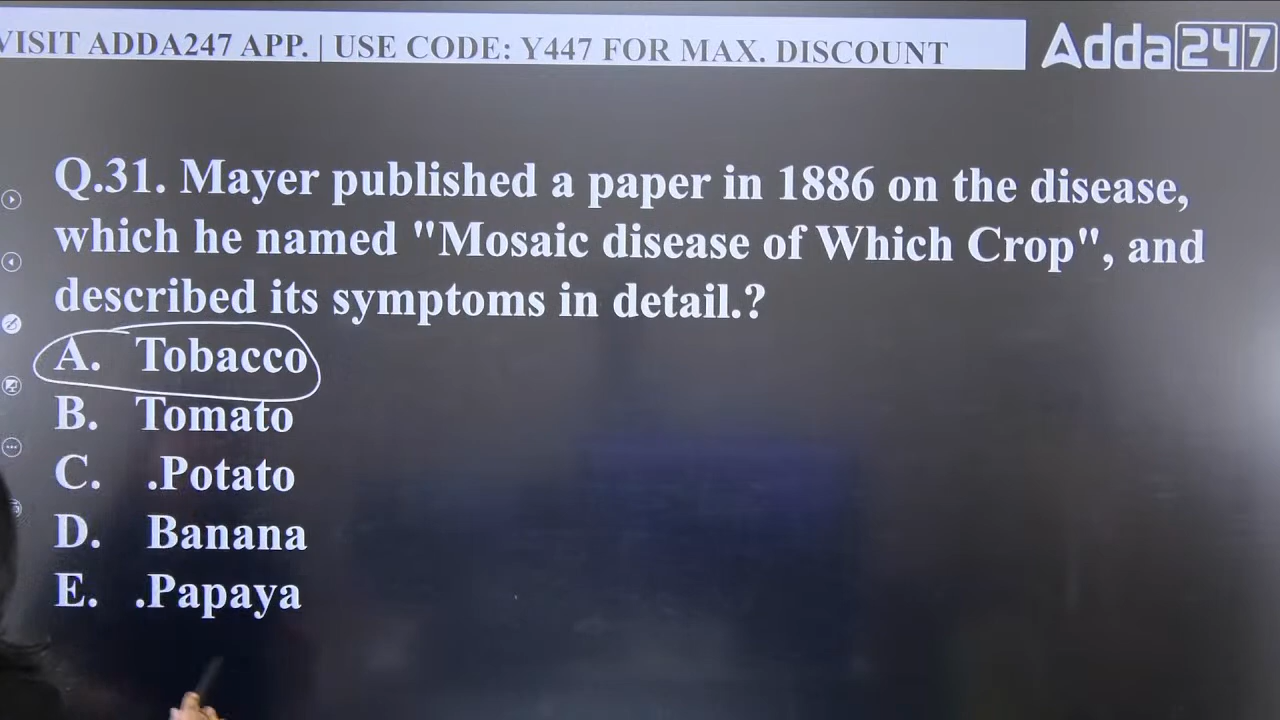 VISIT ADDA247 APP. | USE CODE: Y447 FOR MAX. DISCOUNT
Adda247
Q.31. Mayer published a paper in 1886 on the disease,
which he named "Mosaic disease of Which Crop", and
described its symptoms in detail.?
A. Tobacco
B. Tomato
C. .Potato
D. Banana
E. .Papaya